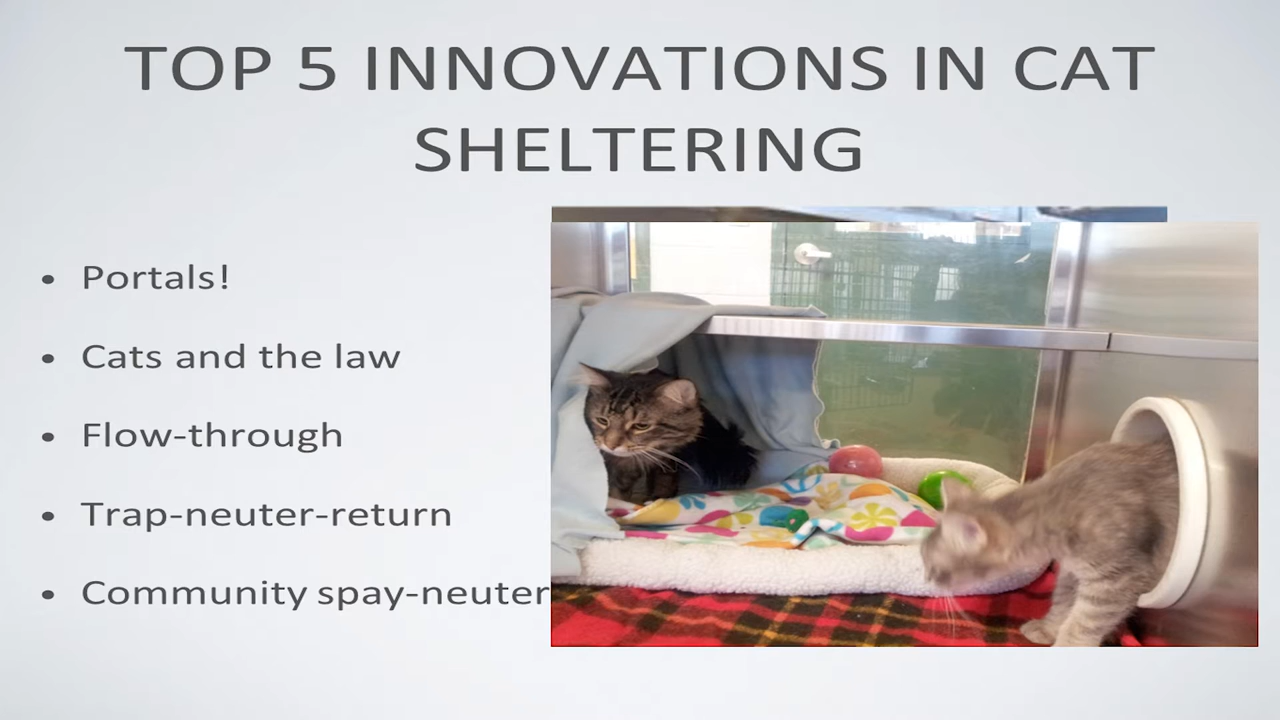 TOP 5 INNOVATIONS IN CAT
SHELTERING
• Portals!
• Cats and the law
• Flow-through
• Trap-neuter-return
• Community spay-neuter